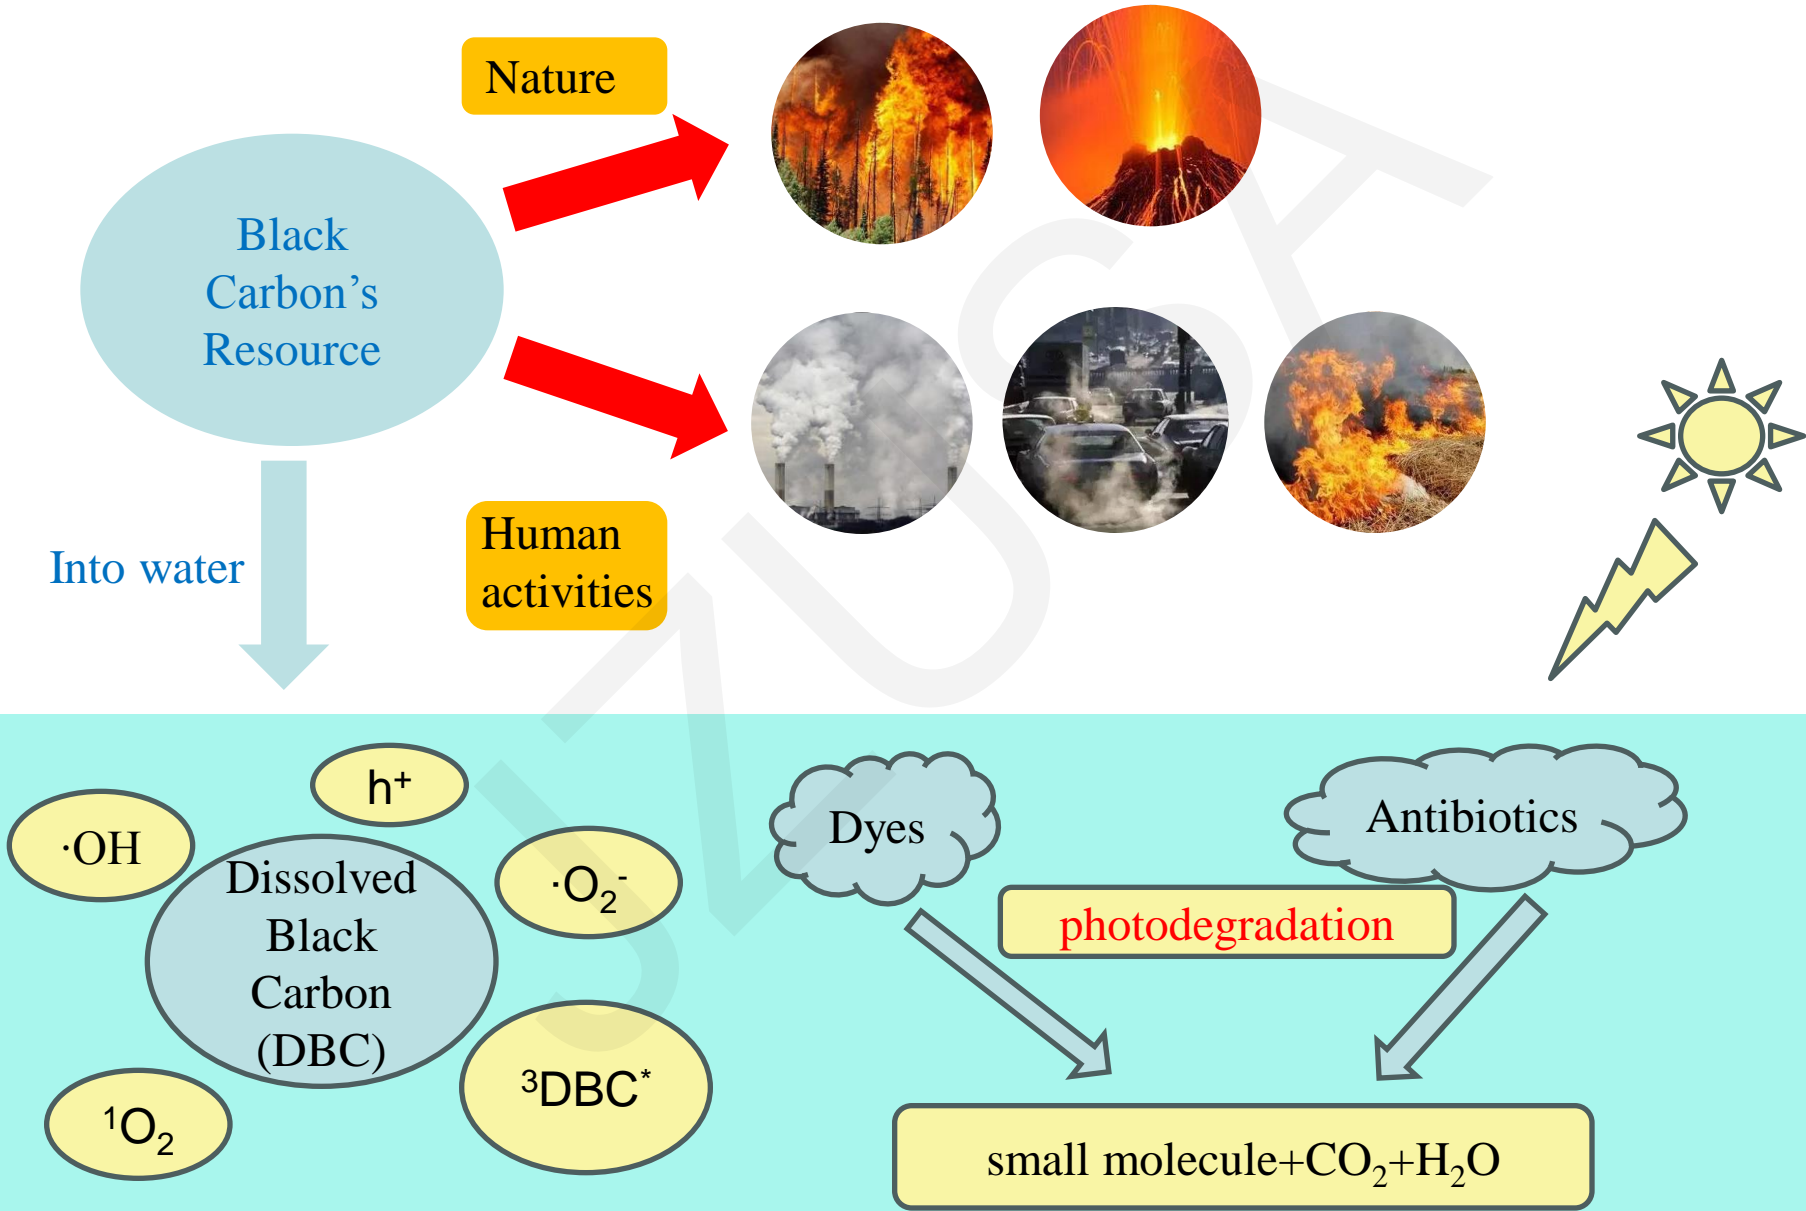 Nature
Black
Carbon’s
Resource
Human
activities
Into water
h⁺
·OH
Dissolved
Black
Carbon
(DBC)
·O₂⁻
³DBC*
¹O₂
Dyes
Antibiotics
photodegradation
small molecule+CO₂+H₂O
JZUSA